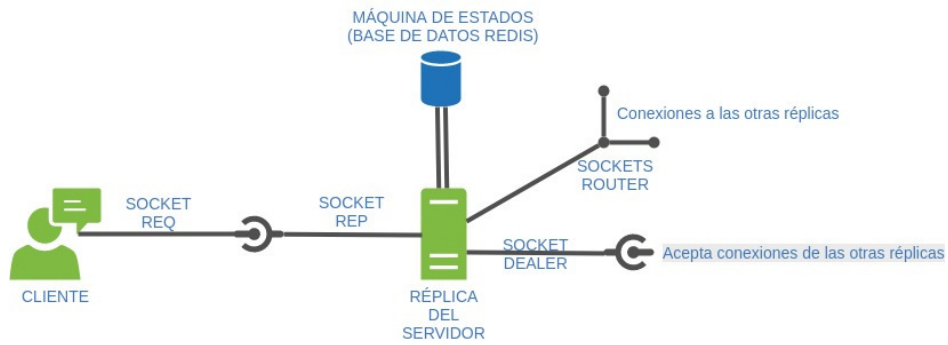 MÁQUINA DE ESTADOS
(BASE DE DATOS REDIS)
Conexiones a las otras réplicas
SOCKETS
ROUTER
SOCKET
REQ
SOCKET
REP
SOCKET
DEALER
Acepta conexiones de las otras réplicas
CLIENTE
RÉPLICA
DEL
SERVIDOR